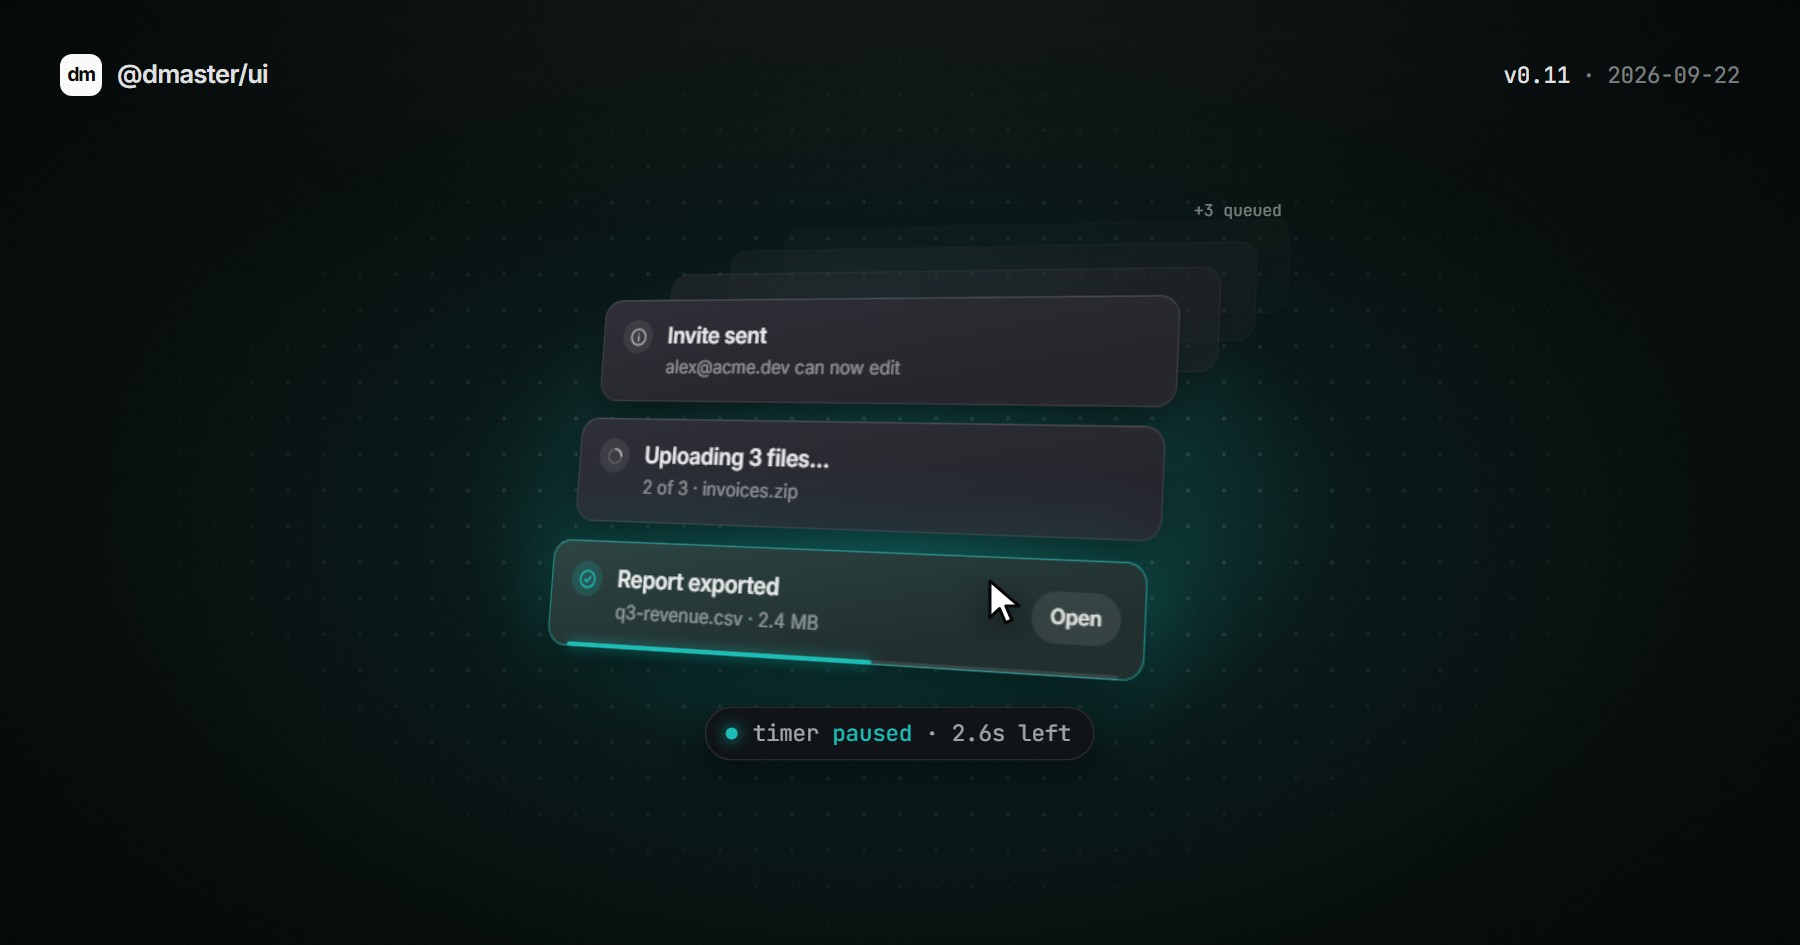 dm @dmaster/ui
v0.11 · 2026-09-22
+3 queued
Invite sent
alex@acme.dev can now edit
Uploading 3 files...
2 of 3 · invoices.zip
Report exported
q3-revenue.csv · 2.4 MB
Open
timer paused · 2.6s left